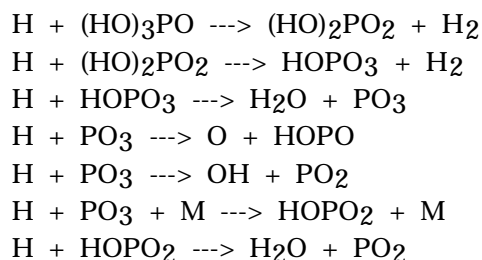 H + (HO)3PO ---> (HO)2PO2 + H2
H + (HO)2PO2 ---> HOPO3 + H2
H + HOPO3 ---> H2O + PO3
H + PO3 ---> O + HOPO
H + PO3 ---> OH + PO2
H + PO3 + M ---> HOPO2 + M
H + HOPO2 ---> H2O + PO2